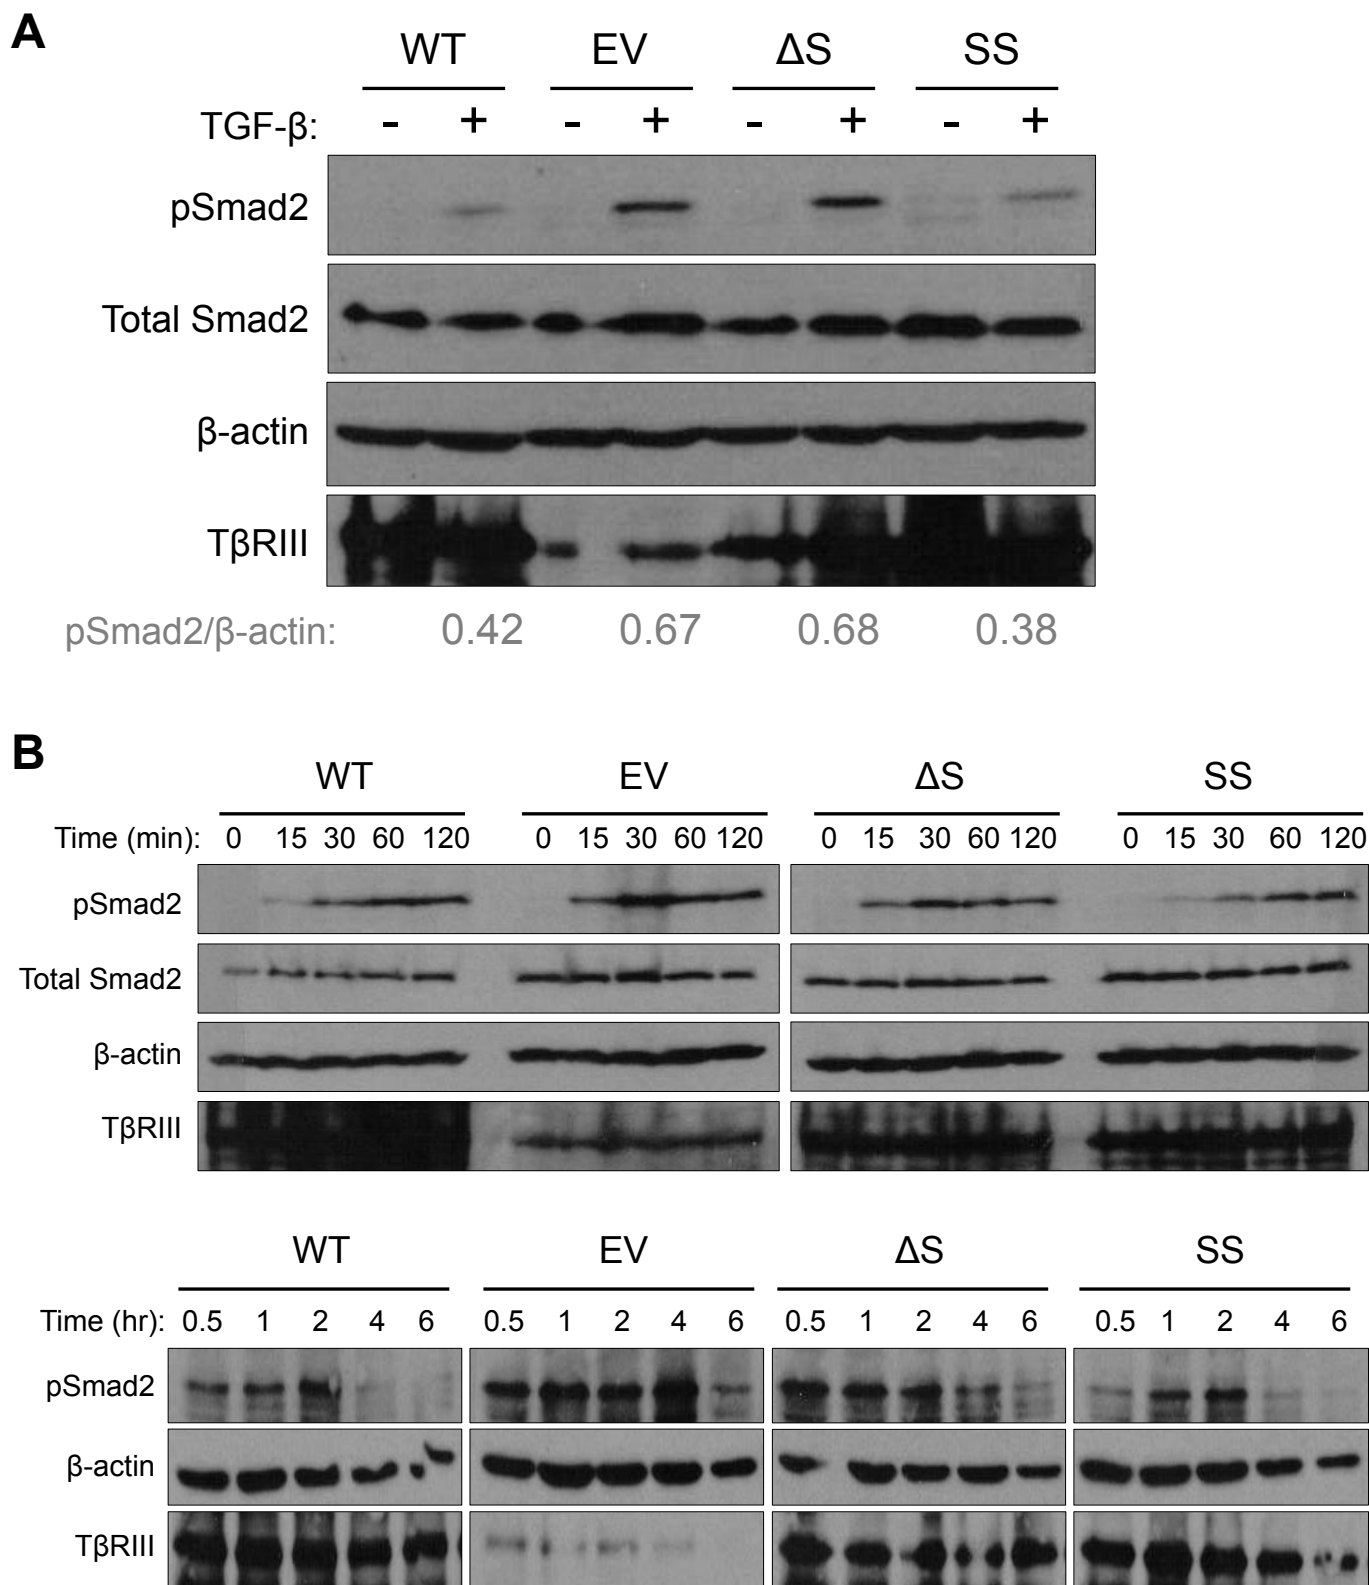 A
WT EV ΔS SS
TGF-β: - + - + - + - +
pSmad2
Total Smad2
β-actin
TβRIII
pSmad2/β-actin: 0.42 0.67 0.68 0.38
B
WT EV ΔS SS
Time (min): 0 15 30 60 120 0 15 30 60 120 0 15 30 60 120 0 15 30 60 120
pSmad2
Total Smad2
β-actin
TβRIII
WT EV ΔS SS
Time (hr): 0.5 1 2 4 6 0.5 1 2 4 6 0.5 1 2 4 6 0.5 1 2 4 6
pSmad2
β-actin
TβRIII